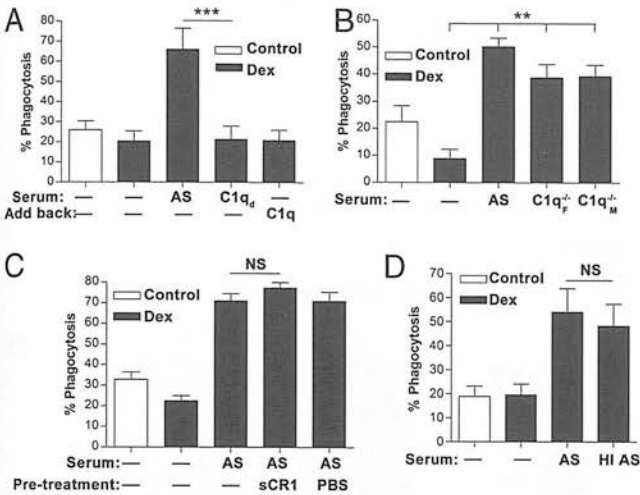 A
***
Control
Dex
% Phagocytosis
80
70
60
50
40
30
20
10
0
Serum: — — AS C1qd —
Add back: — — — — C1q
B
**
Control
Dex
% Phagocytosis
60
50
40
30
20
10
0
Serum: — — AS C1q-/-F C1q-/-M
C
NS
Control
Dex
% Phagocytosis
80
70
60
50
40
30
20
10
0
Serum: — — AS AS AS
Pre-treatment: — — — sCR1 PBS
D
NS
Control
Dex
% Phagocytosis
70
60
50
40
30
20
10
0
Serum: — — AS HI AS